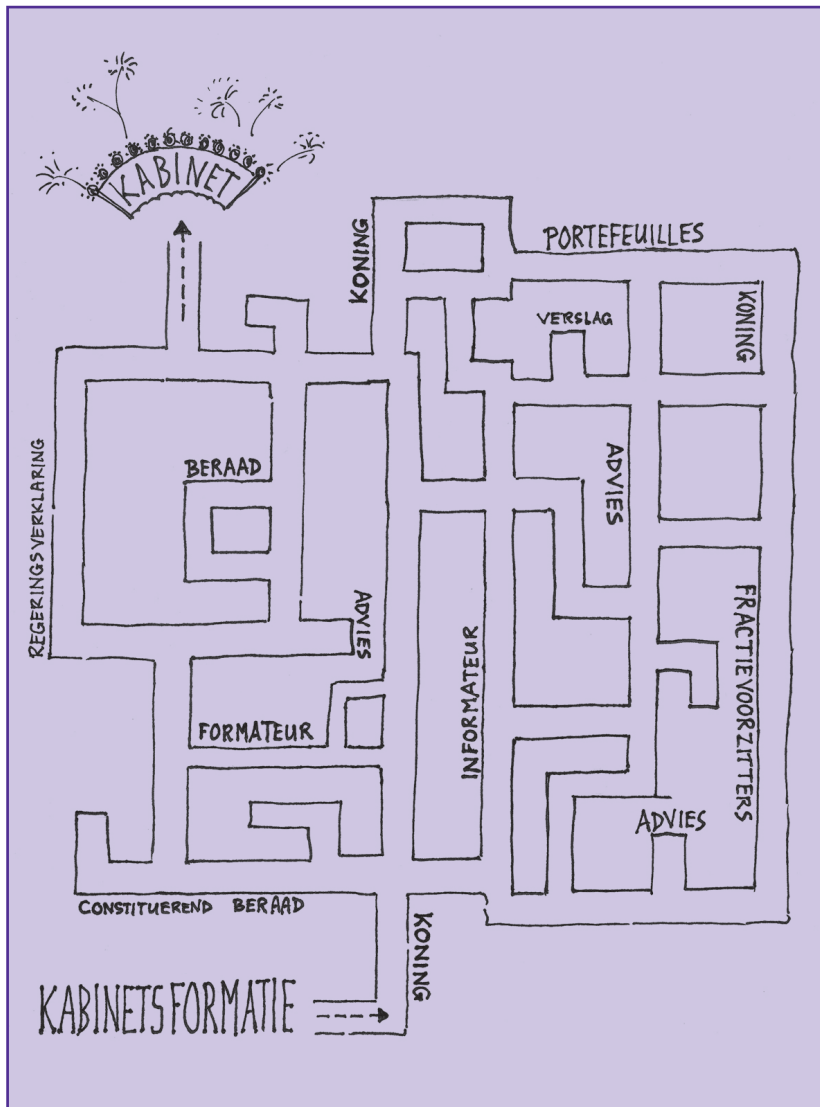 KABINET
KONING
PORTEFEUILLES
KONING
VERSLAG
BERAAD
ADVIES
REGERINGSVERKLARING
ADVIES
FRACTIEVOORZITTERS
INFORMATEUR
FORMATEUR
ADVIES
CONSTITUEREND BERAAD
KONING
KABINETSFORMATIE